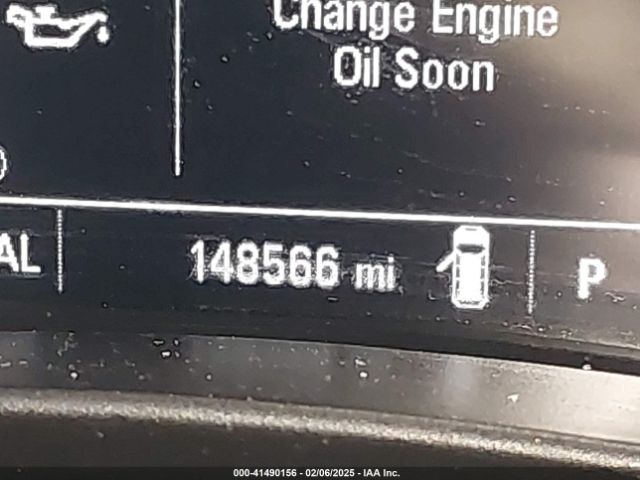 Change Engine
Oil Soon
AL
148566 mi
P
000-41490156 - 02/06/2025 - IAA Inc.